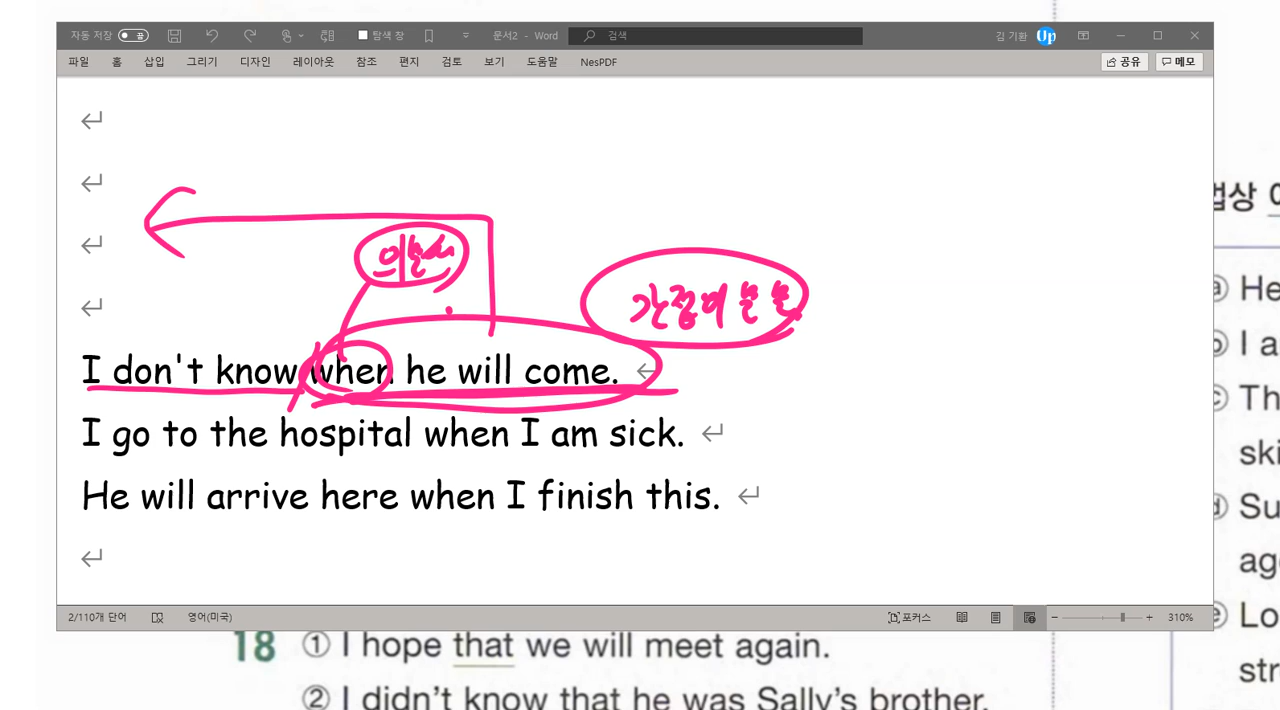 자동 저장 끔 탐색 창 문서2 - Word 검색 김 기환 Up
파일 홈 삽입 그리기 디자인 레이아웃 참조 편지 검토 보기 도움말 NesPDF 공유 메모
의문사
간접의문문
I don't know when he will come.
I go to the hospital when I am sick.
He will arrive here when I finish this.
2/110개 단어 영어(미국) 포커스 310%
18 ① I hope that we will meet again.
② I didn't know that he was Sally's brother.
법상
ⓐ He
ⓑ I a
ⓒ Th
ski
ⓓ Su
ag
ⓔ Lo
str